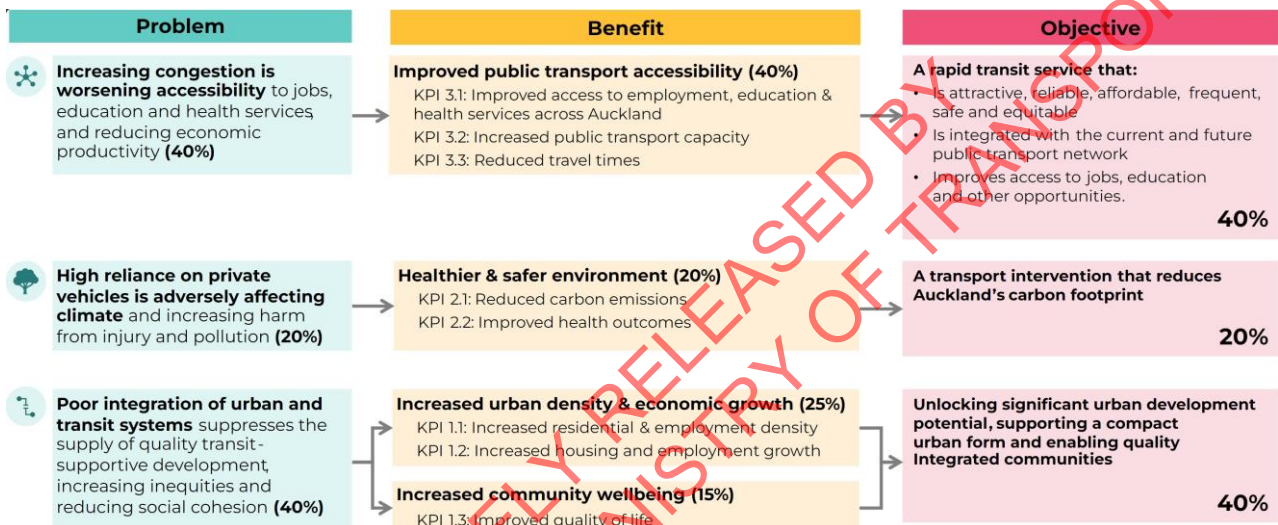 Problem
Benefit
Objective
Increasing congestion is
worsening accessibility to jobs,
education and health services,
and reducing economic
productivity (40%)
Improved public transport accessibility (40%)
KPI 3.1: Improved access to employment, education &
health services across Auckland
KPI 3.2: Increased public transport capacity
KPI 3.3: Reduced travel times
A rapid transit service that:
• Is attractive, reliable, affordable, frequent,
safe and equitable
• Is integrated with the current and future
public transport network
• Improves access to jobs, education
and other opportunities.
40%
High reliance on private
vehicles is adversely affecting
climate and increasing harm
from injury and pollution (20%)
Healthier & safer environment (20%)
KPI 2.1: Reduced carbon emissions
KPI 2.2: Improved health outcomes
A transport intervention that reduces
Auckland's carbon footprint
20%
Poor integration of urban and
transit systems suppresses the
supply of quality transit-
supportive development,
increasing inequities and
reducing social cohesion (40%)
Increased urban density & economic growth (25%)
KPI 1.1: Increased residential & employment density
KPI 1.2: Increased housing and employment growth
Increased community wellbeing (15%)
KPI 1.3: Improved quality of life
Unlocking significant urban development
potential, supporting a compact
urban form and enabling quality
Integrated communities
40%
RELEASED BY
OF TRANSPOR